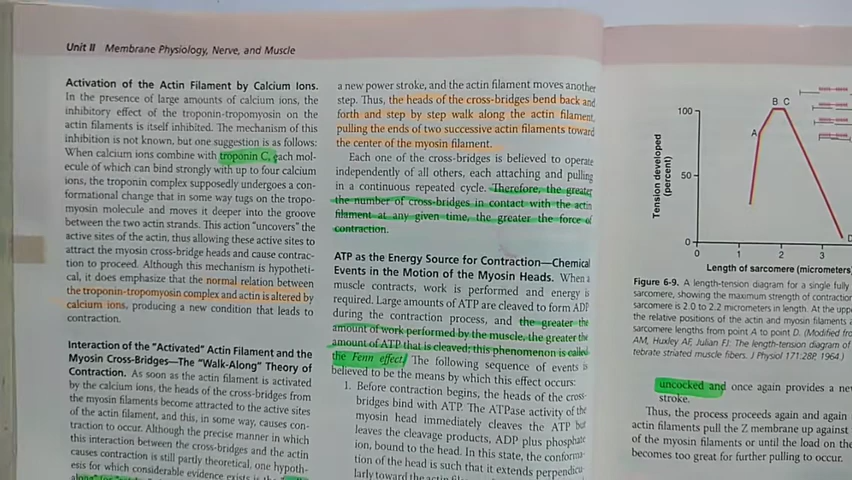 Unit II Membrane Physiology, Nerve, and Muscle
Activation of the Actin Filament by Calcium Ions.
In the presence of large amounts of calcium ions, the
inhibitory effect of the troponin-tropomyosin on the
actin filaments is itself inhibited. The mechanism of this
inhibition is not known, but one suggestion is as follows:
When calcium ions combine with troponin C, each mol-
ecule of which can bind strongly with up to four calcium
ions, the troponin complex supposedly undergoes a con-
formational change that in some way tugs on the tropo-
myosin molecule and moves it deeper into the groove
between the two actin strands. This action "uncovers" the
active sites of the actin, thus allowing these active sites to
attract the myosin cross-bridge heads and cause contrac-
tion to proceed. Although this mechanism is hypotheti-
cal, it does emphasize that the normal relation between
the troponin-tropomyosin complex and actin is altered by
calcium ions, producing a new condition that leads to
contraction.
Interaction of the "Activated" Actin Filament and the
Myosin Cross-Bridges—The "Walk-Along" Theory of
Contraction. As soon as the actin filament is activated
by the calcium ions, the heads of the cross-bridges from
the myosin filaments become attracted to the active sites
of the actin filament, and this, in some way, causes con-
traction to occur. Although the precise manner in which
this interaction between the cross-bridges and the actin
causes contraction is still partly theoretical, one hypoth-
esis for which considerable evidence exists is the
a new power stroke, and the actin filament moves another
step. Thus, the heads of the cross-bridges bend back and
forth and step by step walk along the actin filament,
pulling the ends of two successive actin filaments toward
the center of the myosin filament.
Each one of the cross-bridges is believed to operate
independently of all others, each attaching and pulling
in a continuous repeated cycle. Therefore, the greater
the number of cross-bridges in contact with the actin
filament at any given time, the greater the force of
contraction.
ATP as the Energy Source for Contraction—Chemical
Events in the Motion of the Myosin Heads. When a
muscle contracts, work is performed and energy is
required. Large amounts of ATP are cleaved to form ADP
during the contraction process, and the greater the
amount of work performed by the muscle, the greater the
amount of ATP that is cleaved; this phenomenon is called
the Fenn effect. The following sequence of events is
believed to be the means by which this effect occurs:
1. Before contraction begins, the heads of the cross-
bridges bind with ATP. The ATPase activity of the
myosin head immediately cleaves the ATP but
leaves the cleavage products, ADP plus phosphate
ion, bound to the head. In this state, the conforma-
tion of the head is such that it extends perpendicu-
larly toward the actin
Tension developed
(percent)
100
50
0
A
B C
D
0 1 2 3
Length of sarcomere (micrometers)
Figure 6-9. A length-tension diagram for a single fully
sarcomere, showing the maximum strength of contraction
sarcomere is 2.0 to 2.2 micrometers in length. At the upp
the relative positions of the actin and myosin filaments a
sarcomere lengths from point A to point D. (Modified fro
AM, Huxley AF, Julian FJ: The length-tension diagram of
tebrate striated muscle fibers. J Physiol 171:28P, 1964.)
uncocked and once again provides a new
stroke.
Thus, the process proceeds again and again
actin filaments pull the Z membrane up against
of the myosin filaments or until the load on the
becomes too great for further pulling to occur.